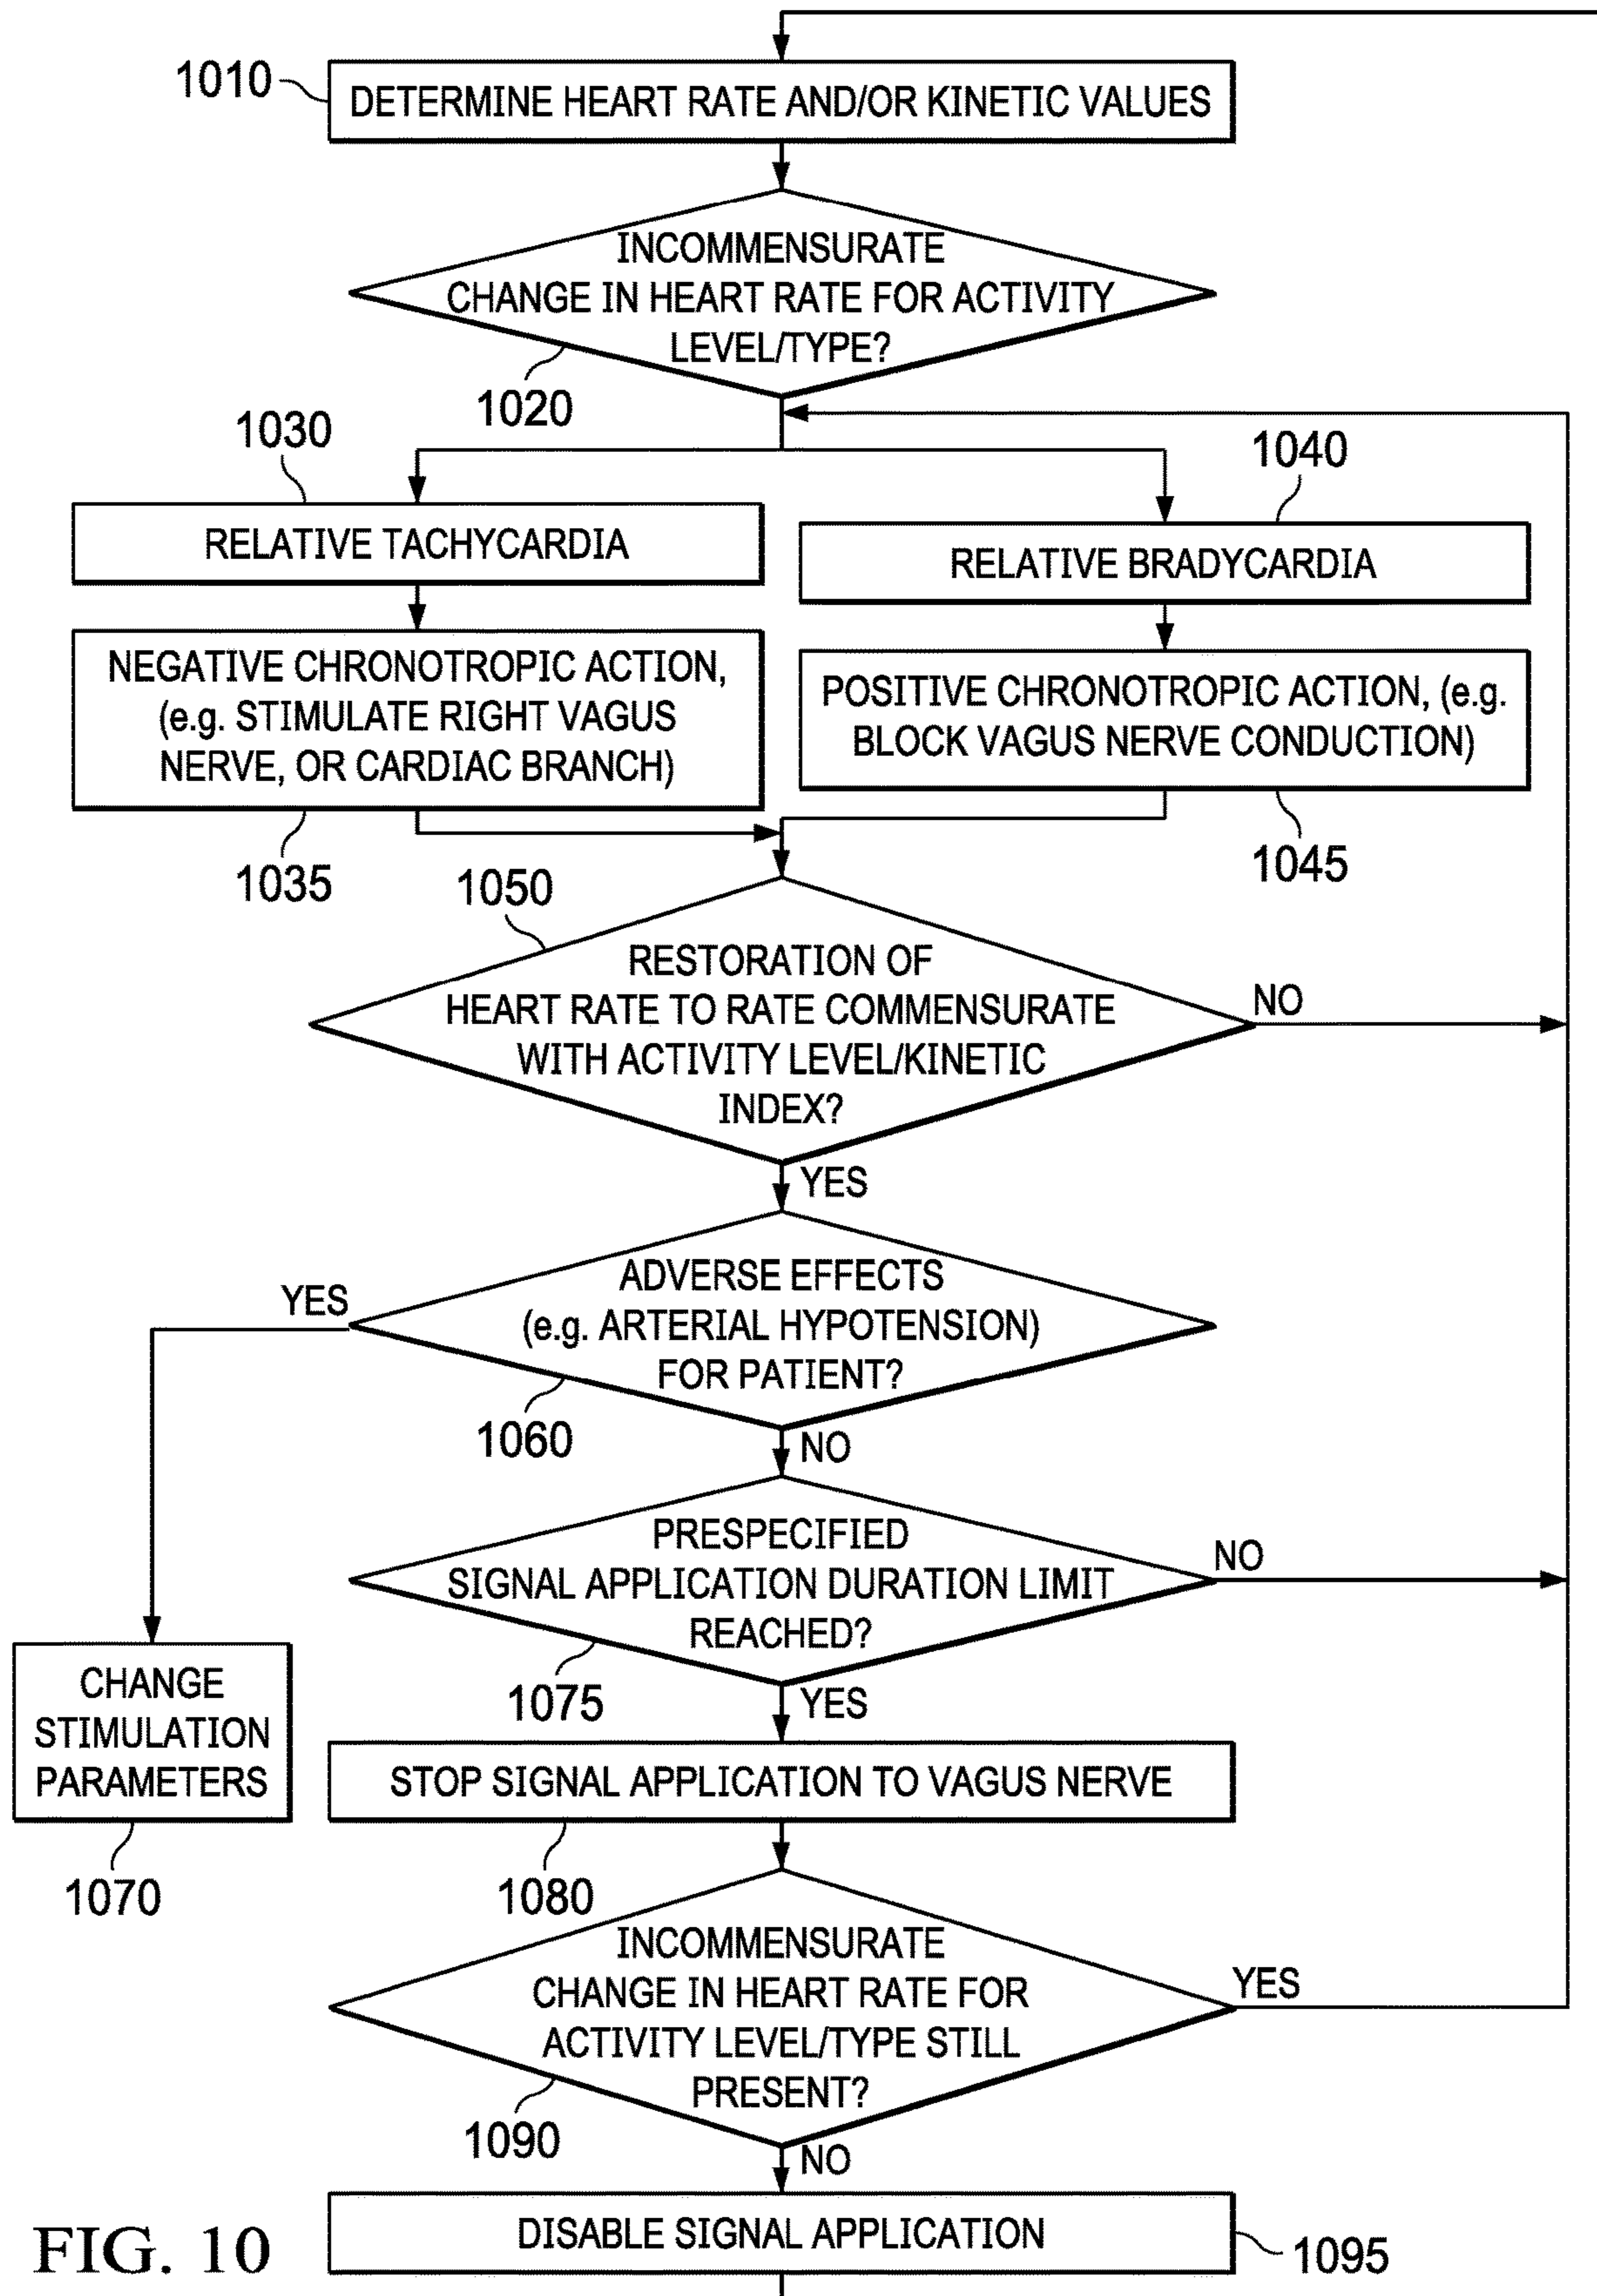 1010
DETERMINE HEART RATE AND/OR KINETIC VALUES
INCOMMENSURATE
CHANGE IN HEART RATE FOR ACTIVITY
LEVEL/TYPE?
1020
1030
1040
RELATIVE TACHYCARDIA
RELATIVE BRADYCARDIA
NEGATIVE CHRONOTROPIC ACTION,
(e.g. STIMULATE RIGHT VAGUS
NERVE, OR CARDIAC BRANCH)
POSITIVE CHRONOTROPIC ACTION, (e.g.
BLOCK VAGUS NERVE CONDUCTION)
1035
1045
1050
RESTORATION OF
HEART RATE TO RATE COMMENSURATE
WITH ACTIVITY LEVEL/KINETIC
INDEX?
NO
YES
ADVERSE EFFECTS
(e.g. ARTERIAL HYPOTENSION)
FOR PATIENT?
YES
1060
NO
PRESPECIFIED
SIGNAL APPLICATION DURATION LIMIT
REACHED?
NO
1075
YES
CHANGE
STIMULATION
PARAMETERS
1070
STOP SIGNAL APPLICATION TO VAGUS NERVE
1080
INCOMMENSURATE
CHANGE IN HEART RATE FOR
ACTIVITY LEVEL/TYPE STILL
PRESENT?
YES
1090
NO
DISABLE SIGNAL APPLICATION
1095
FIG. 10